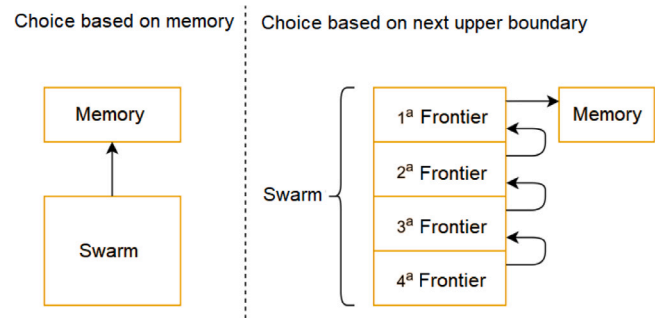 Choice based on memory
Memory
Swarm
Choice based on next upper boundary
Swarm
1ª Frontier
2ª Frontier
3ª Frontier
4ª Frontier
Memory